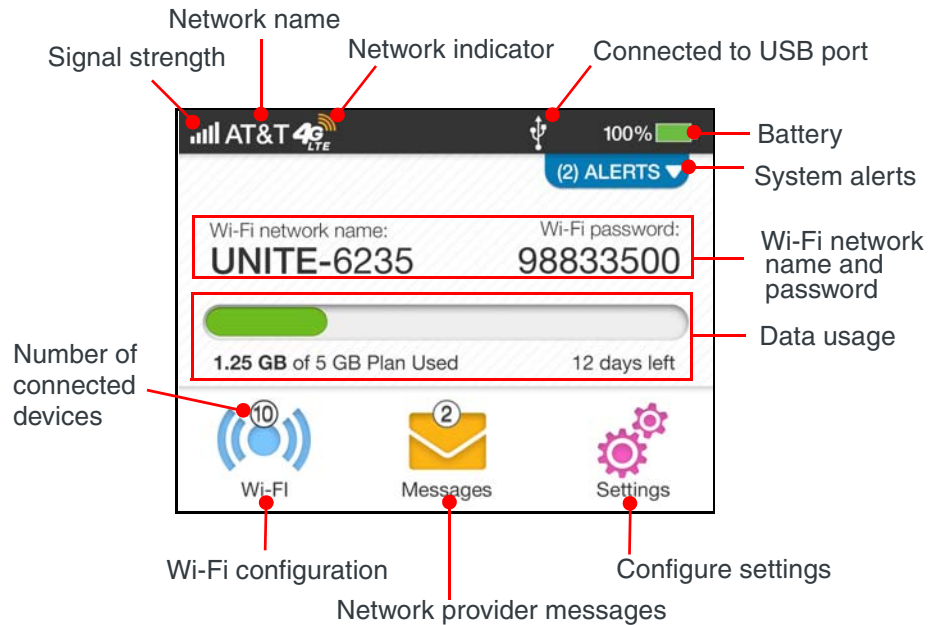 Network name
Signal strength
Network indicator
Connected to USB port
AT&T 4G LTE
100%
Battery
(2) ALERTS
System alerts
Wi-Fi network name:
Wi-Fi password:
UNITE-6235
98833500
Wi-Fi network
name and
password
Data usage
1.25 GB of 5 GB Plan Used
12 days left
Number of
connected
devices
10
2
Wi-FI
Messages
Settings
Wi-Fi configuration
Configure settings
Network provider messages